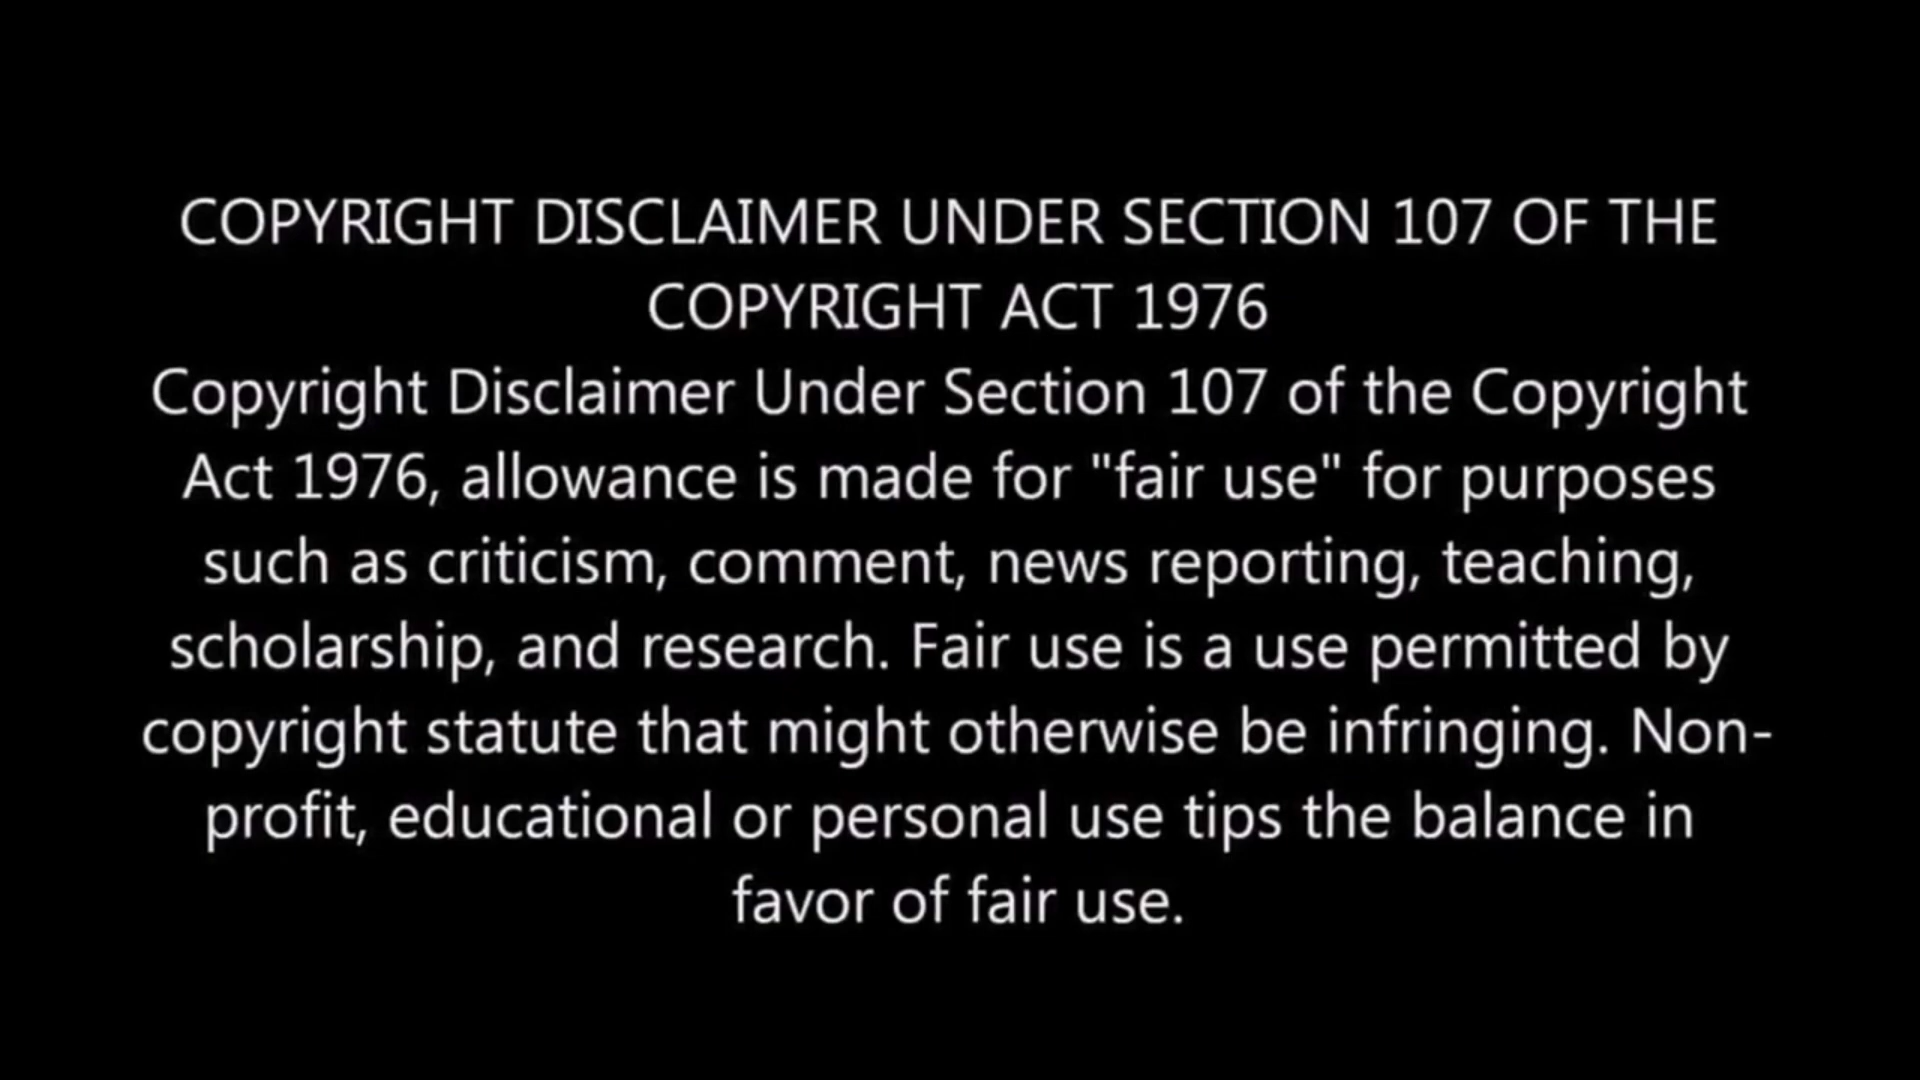 COPYRIGHT DISCLAIMER UNDER SECTION 107 OF THE
COPYRIGHT ACT 1976
Copyright Disclaimer Under Section 107 of the Copyright
Act 1976, allowance is made for "fair use" for purposes
such as criticism, comment, news reporting, teaching,
scholarship, and research. Fair use is a use permitted by
copyright statute that might otherwise be infringing. Non-
profit, educational or personal use tips the balance in
favor of fair use.